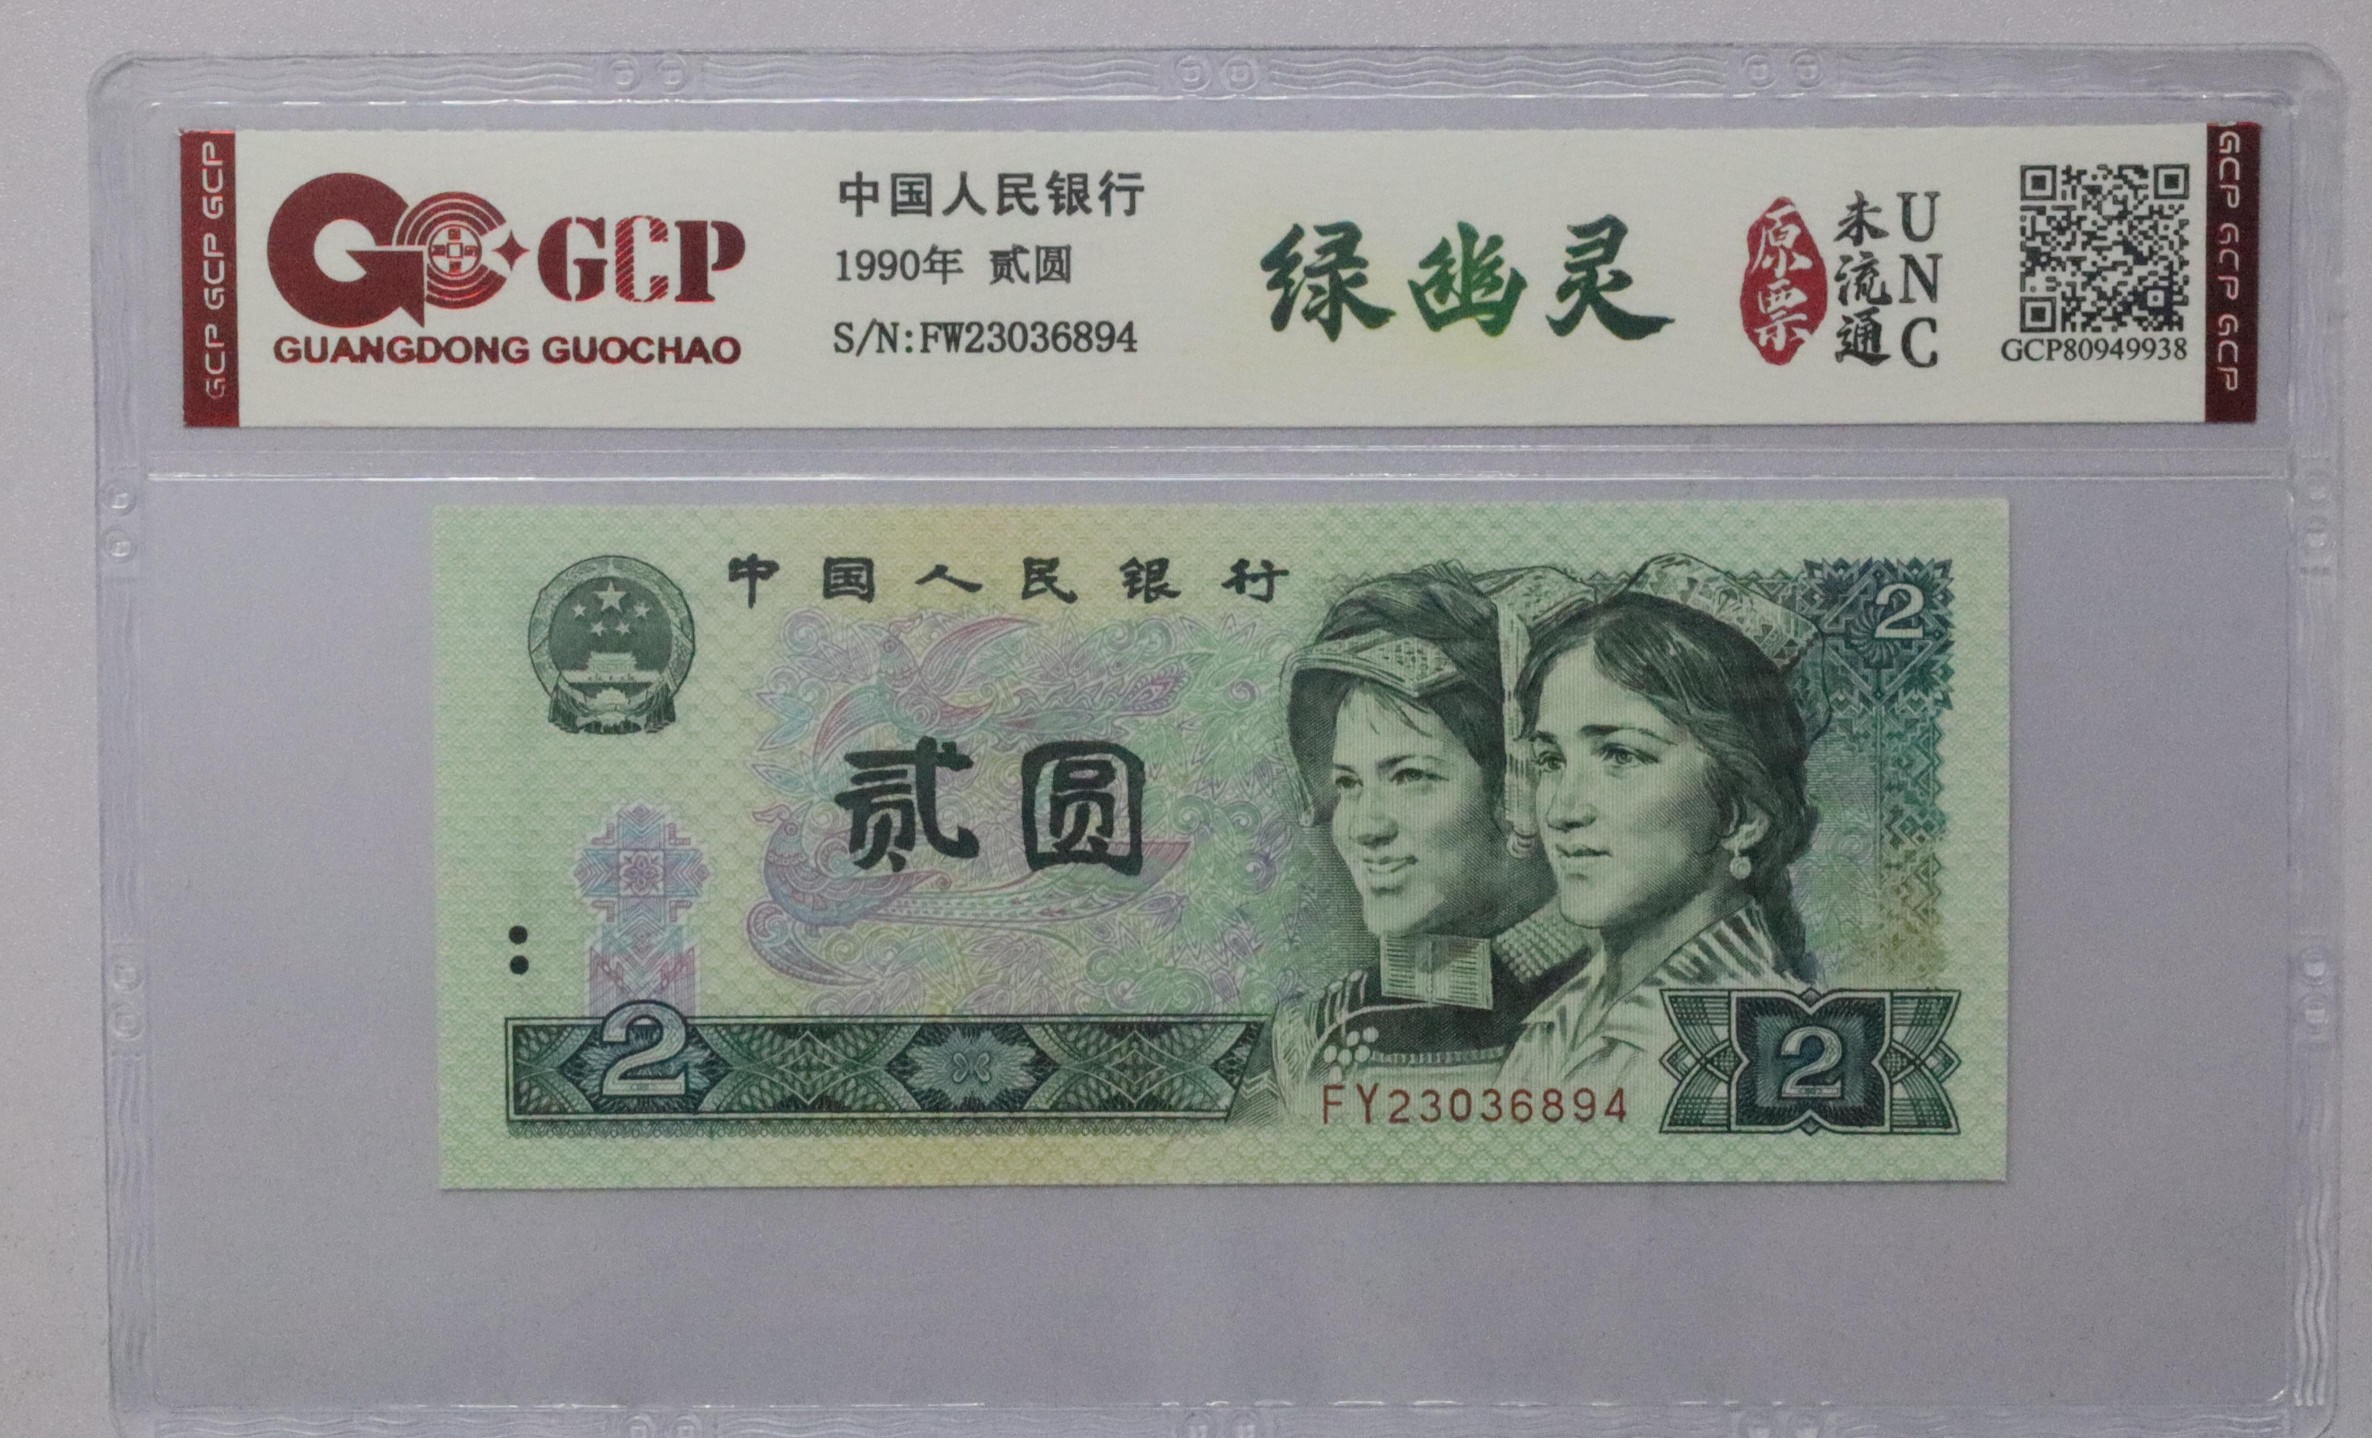 GCP GCP GCP
GCP
GUANGDONG GUOCHAO
中国人民银行
1990年 贰圆
S/N:FW23036894
绿幽灵
原票
未流通
UNC
GCP80949938
GCP GCP GCP
中国人民银行
2
贰圆
2
FY23036894
2